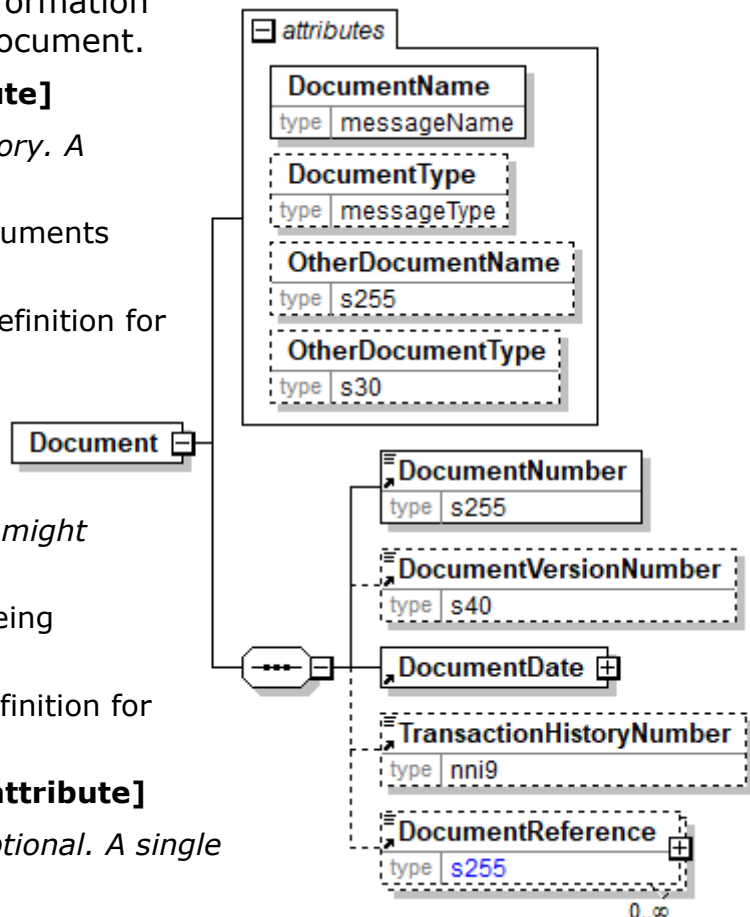 ormation
ocument.
ute]
ory. A
uments
efinition for
might
eing
finition for
attribute]
otional. A single
attributes
DocumentName
type messageName
DocumentType
type messageType
OtherDocumentName
type s255
OtherDocumentType
type s30
Document
DocumentNumber
type s255
DocumentVersionNumber
type s40
DocumentDate
TransactionHistoryNumber
type nni9
DocumentReference
type s255
0..∞